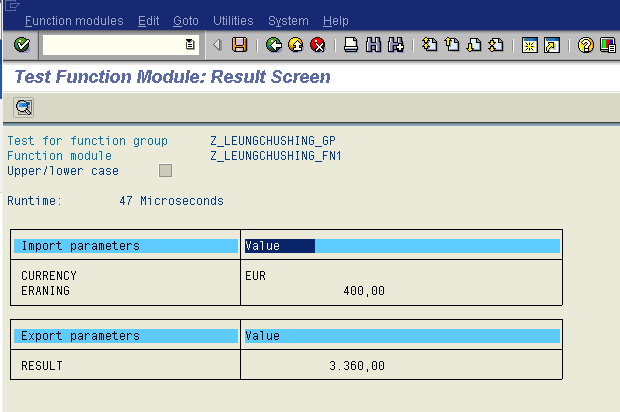 Function modules Edit Goto Utilities System Help
Test Function Module: Result Screen
Test for function group Z_LEUNGCHUSHING_GP
Function module Z_LEUNGCHUSHING_FN1
Upper/lower case
Runtime: 47 Microseconds
Import parameters Value
CURRENCY EUR
ERANING 400,00
Export parameters Value
RESULT 3.360,00